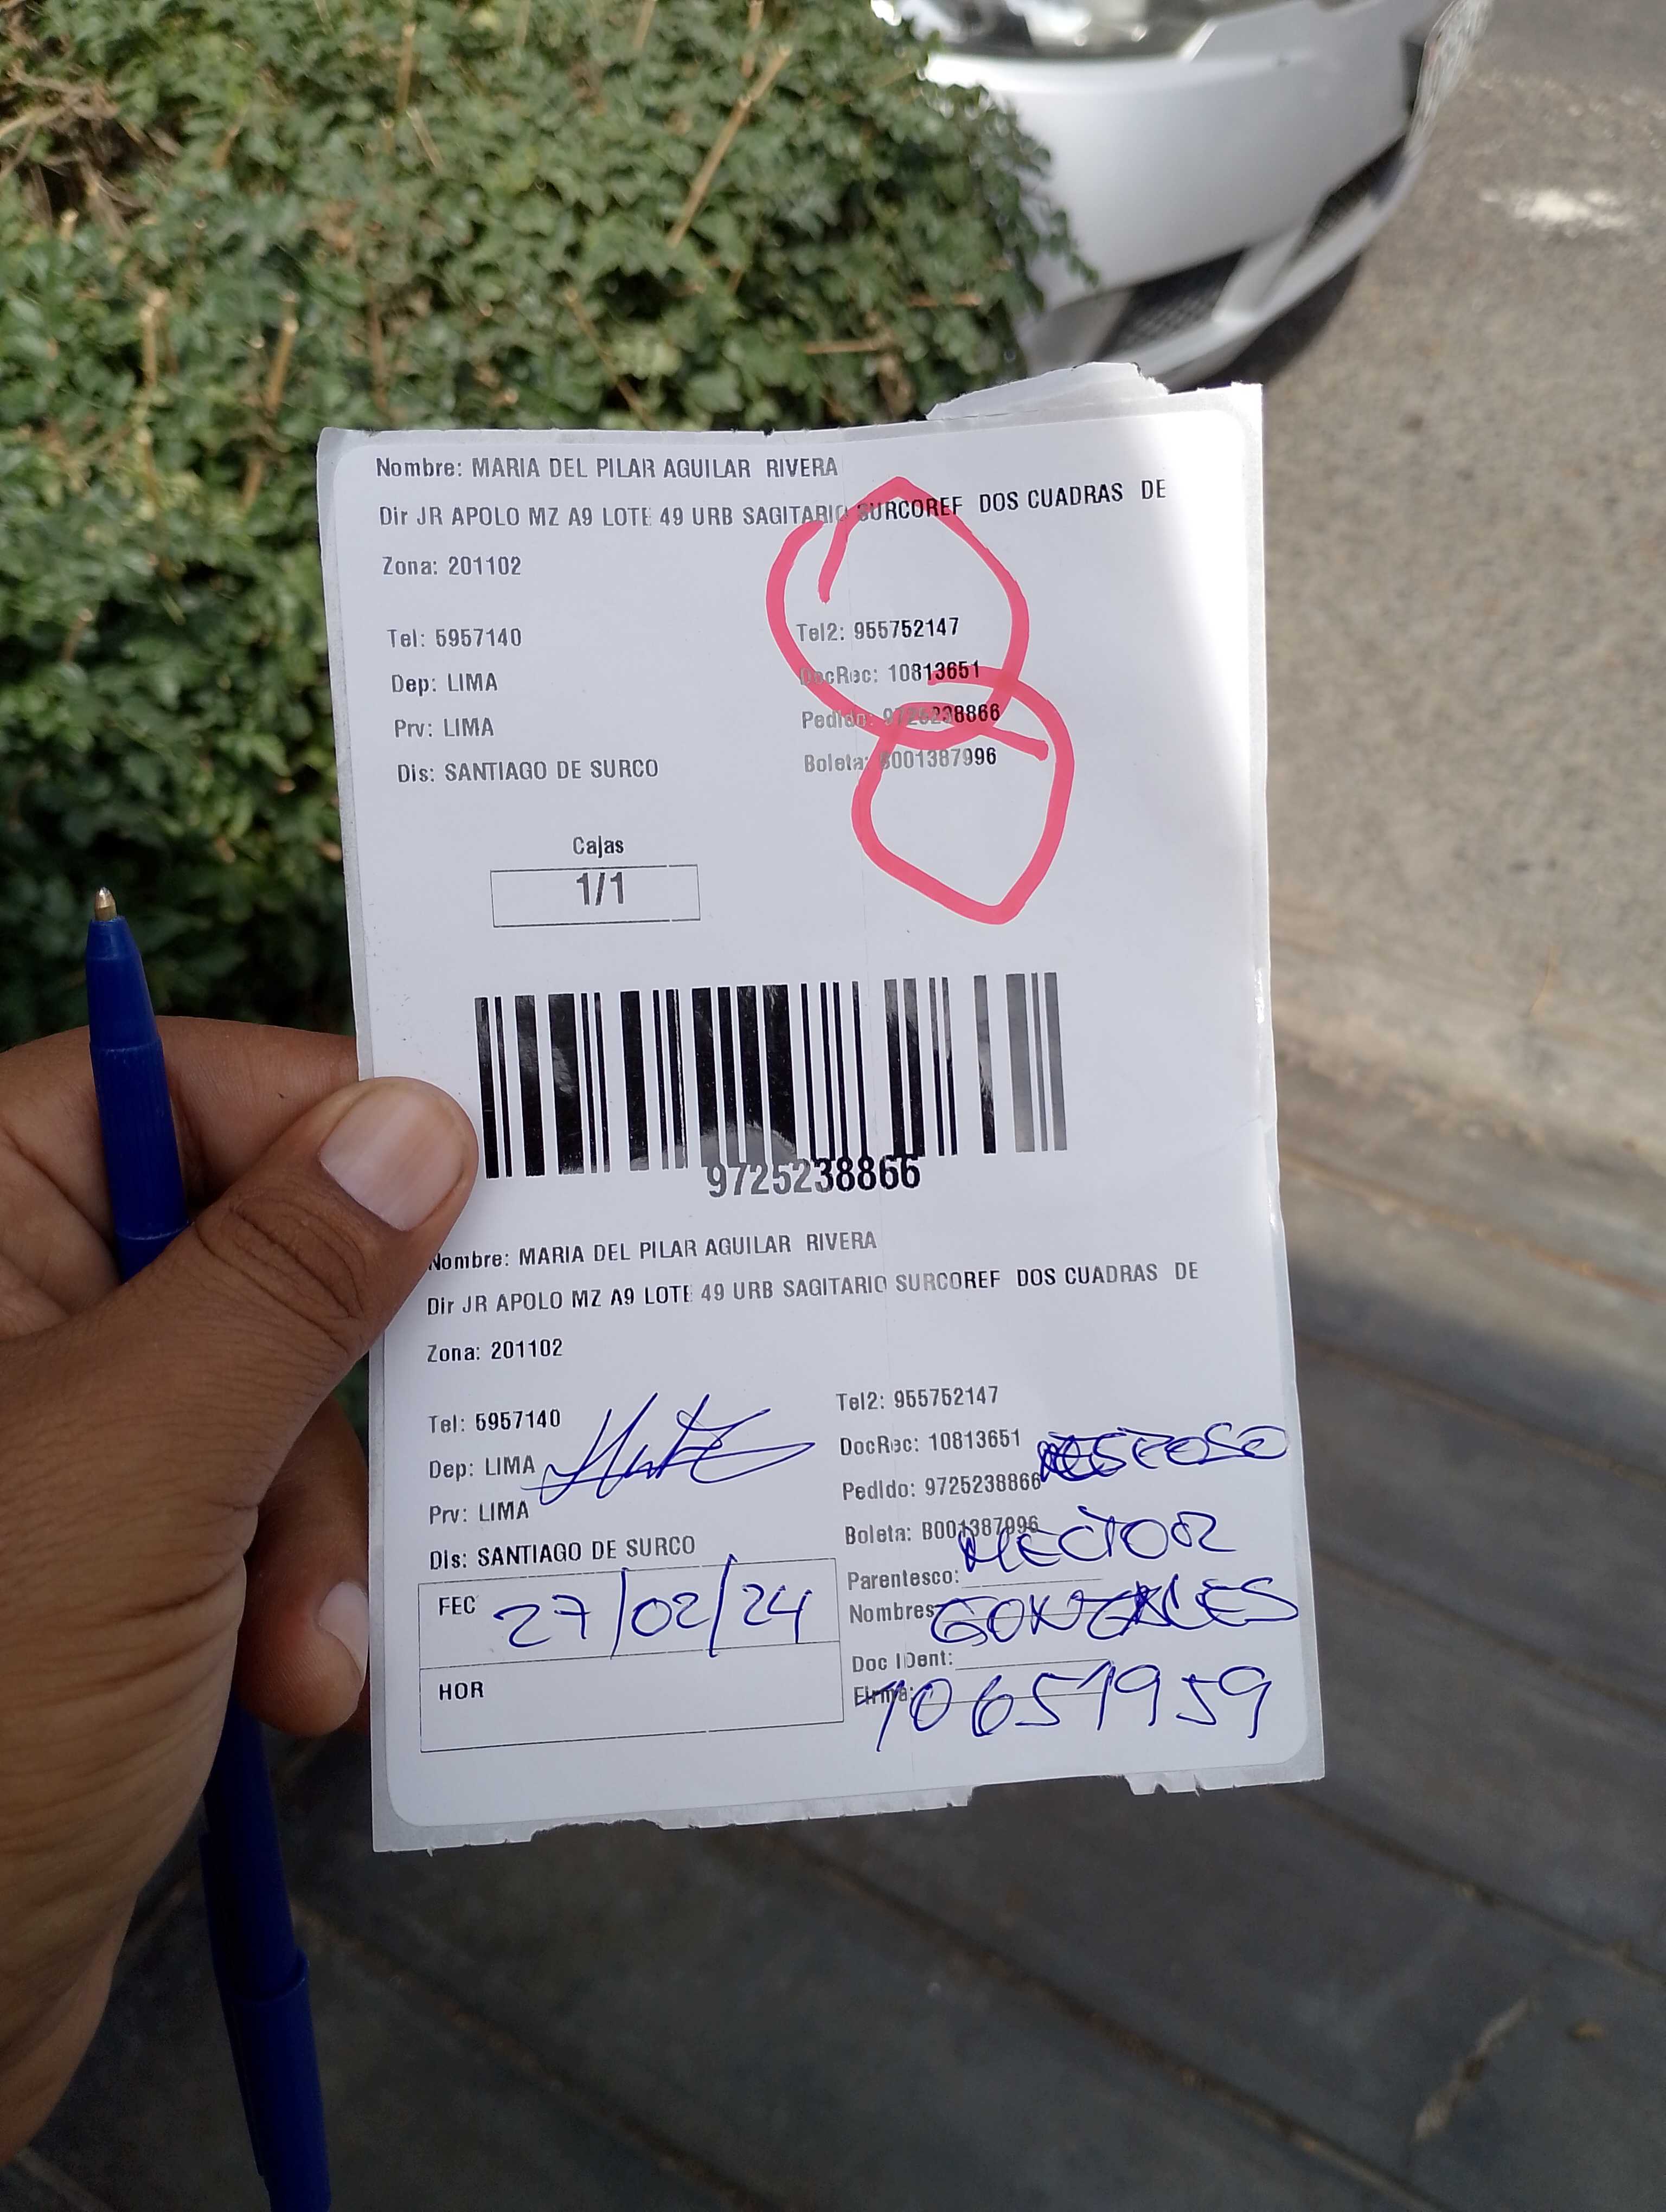 Nombre: MARIA DEL PILAR AGUILAR RIVERA
Dir JR APOLO MZ A9 LOTE 49 URB SAGITARIO SURCOREF DOS CUADRAS DE
Zona: 201102
Tel: 5957140 Tel2: 955752147
Dep: LIMA DocRec: 10813651
Prv: LIMA Pedido: 9725238866
Dis: SANTIAGO DE SURCO Boleta: B001387996
Cajas
1/1
9725238866
Nombre: MARIA DEL PILAR AGUILAR RIVERA
Dir JR APOLO MZ A9 LOTE 49 URB SAGITARIO SURCOREF DOS CUADRAS DE
Zona: 201102
Tel: 5957140 Tel2: 955752147
Dep: LIMA DocRec: 10813651
Prv: LIMA Pedido: 9725238866
Dis: SANTIAGO DE SURCO Boleta: B001387996
HECTOR
Parentesco:
FEC 27/02/24 Nombres GONZALES
Doc IDent:
HOR Firma: 10651959